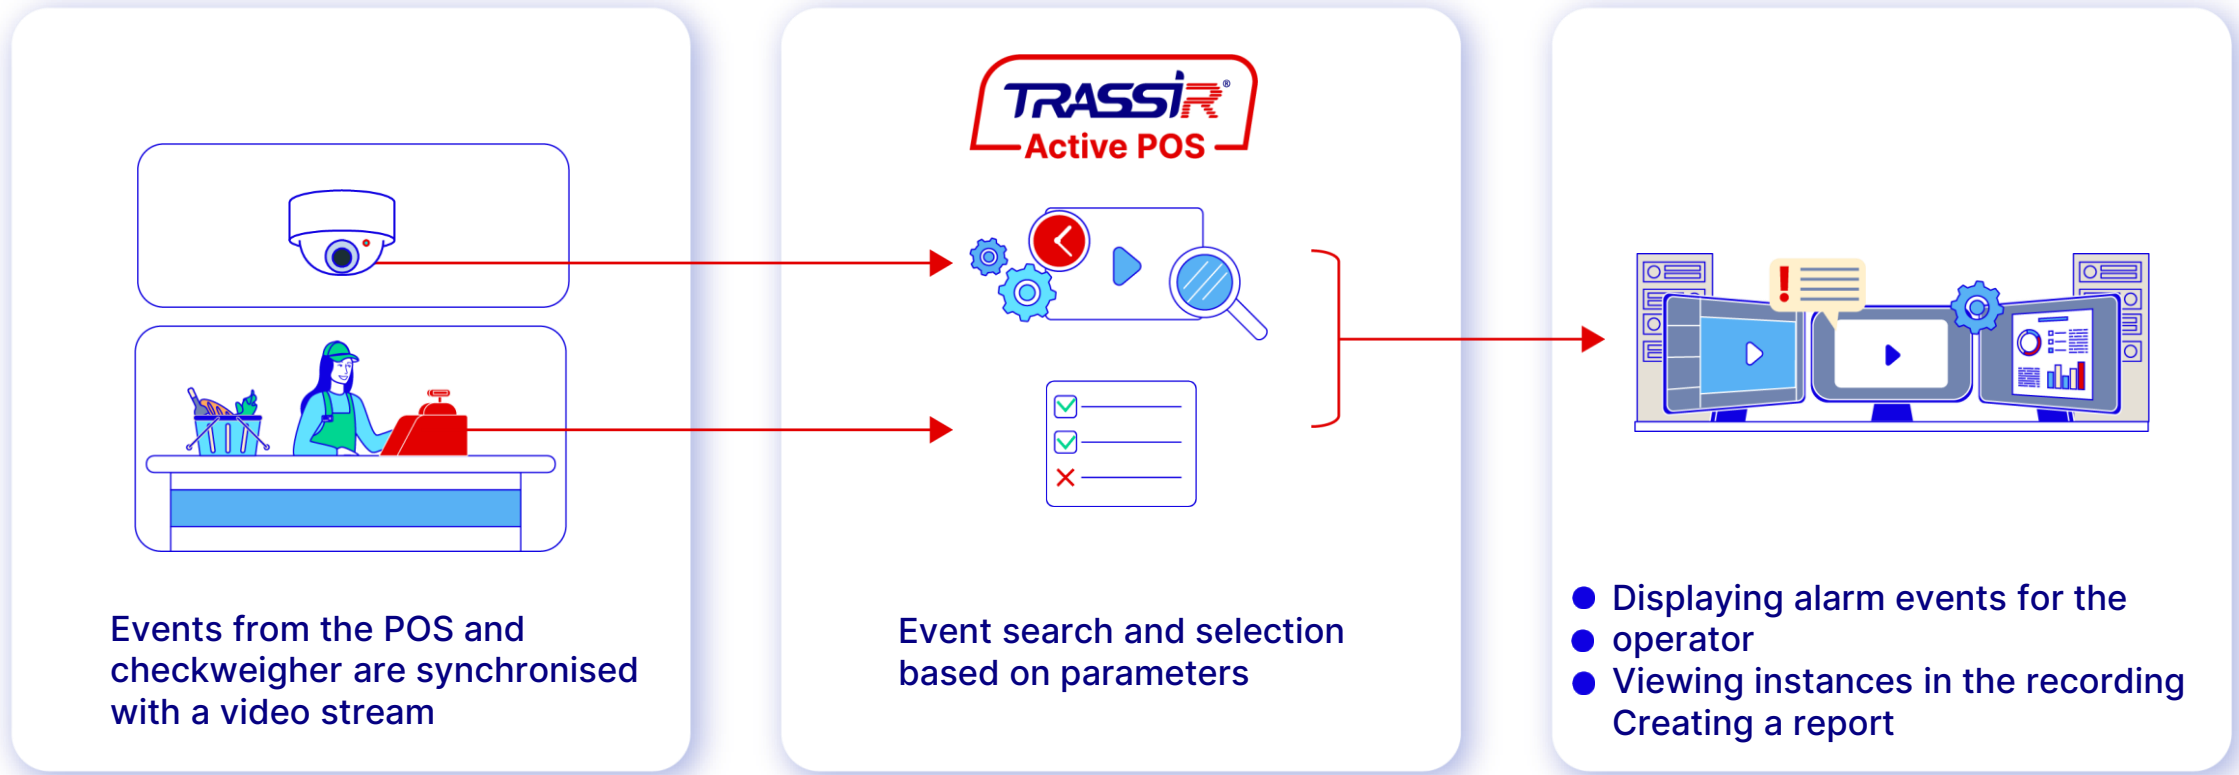 TRASSIR®
Active POS
Events from the POS and
checkweigher are synchronised
with a video stream
Event search and selection
based on parameters
● Displaying alarm events for the
● operator
● Viewing instances in the recording
Creating a report